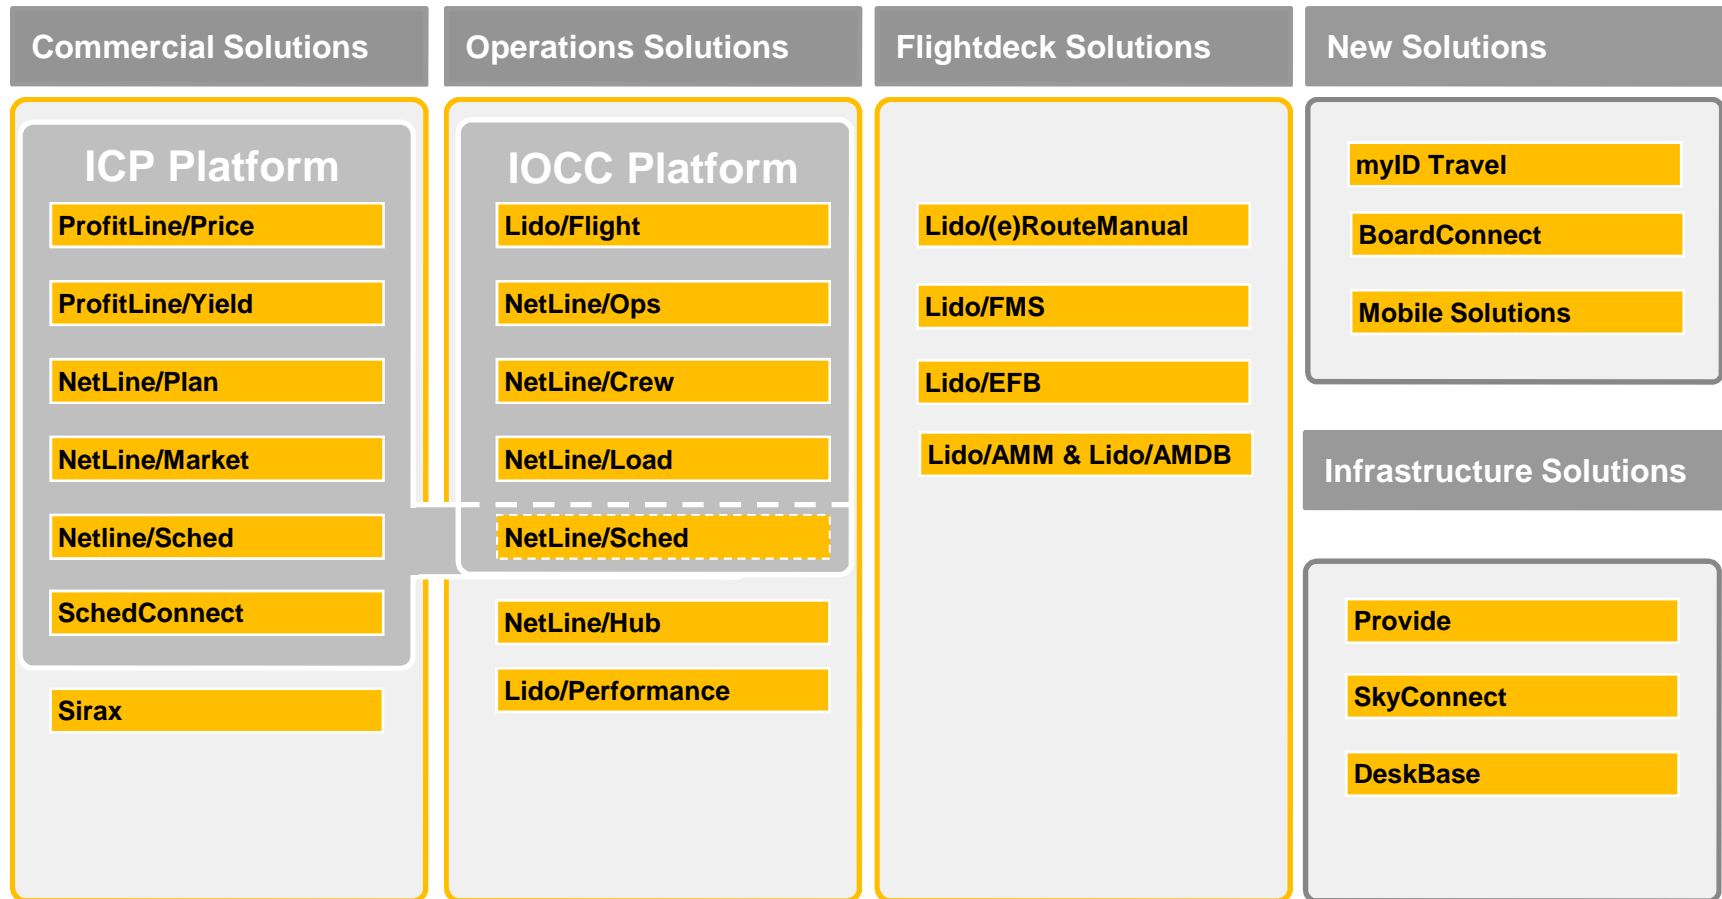 Commercial Solutions
ICP Platform
ProfitLine/Price
ProfitLine/Yield
NetLine/Plan
NetLine/Market
Netline/Sched
SchedConnect
Sirax
Operations Solutions
IOCC Platform
Lido/Flight
NetLine/Ops
NetLine/Crew
NetLine/Load
NetLine/Sched
NetLine/Hub
Lido/Performance
Flightdeck Solutions
Lido/(e)RouteManual
Lido/FMS
Lido/EFB
Lido/AMM & Lido/AMDB
New Solutions
myID Travel
BoardConnect
Mobile Solutions
Infrastructure Solutions
Provide
SkyConnect
DeskBase